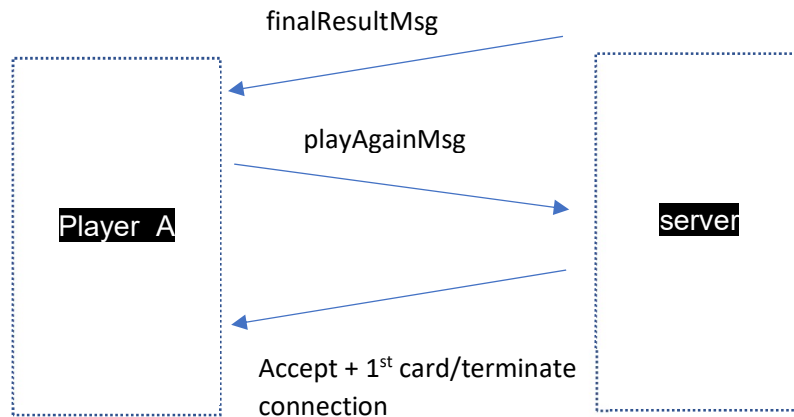 finalResultMsg
playAgainMsg
Player A
server
Accept + 1st card/terminate
connection